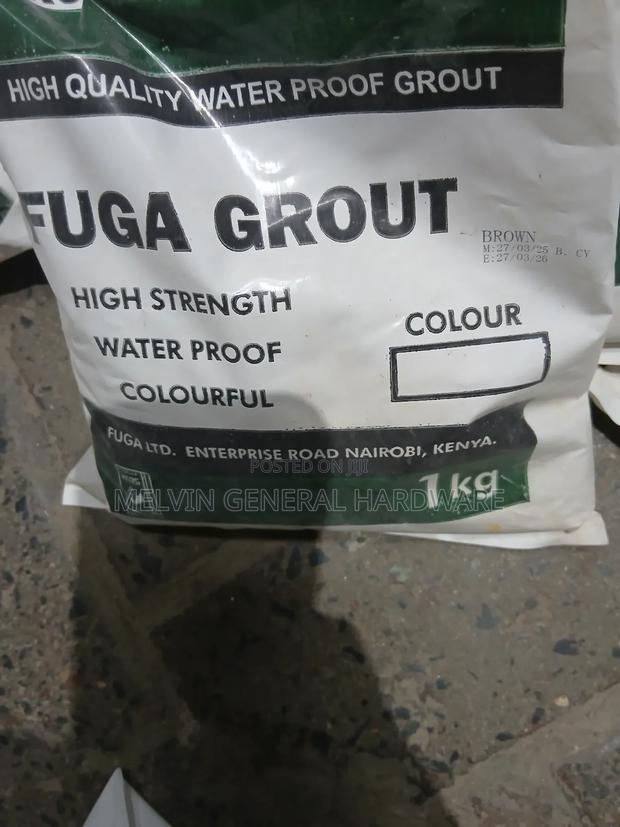 HIGH QUALITY WATER PROOF GROUT
FUGA GROUT
BROWN
M:27/03/25 B. CY
E:27/03/26
HIGH STRENGTH
WATER PROOF
COLOURFUL
COLOUR
FUGA LTD. ENTERPRISE ROAD NAIROBI, KENYA.
POSTED ON JIJI
MELVIN GENERAL HARDWARE
1kg